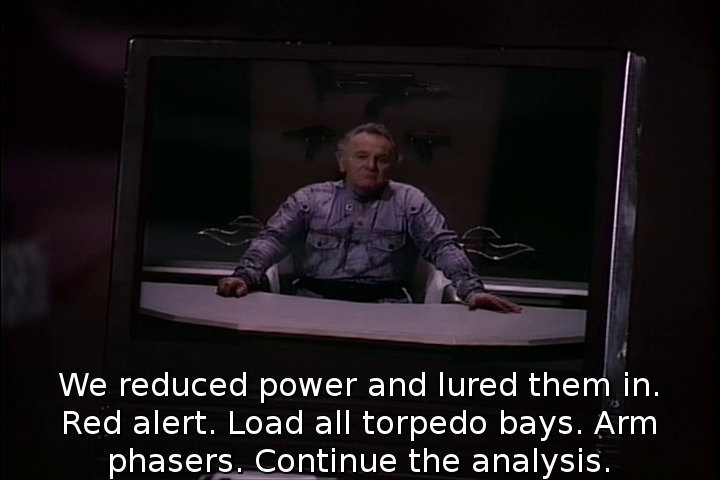 We reduced power and lured them in.
Red alert. Load all torpedo bays. Arm
phasers. Continue the analysis.